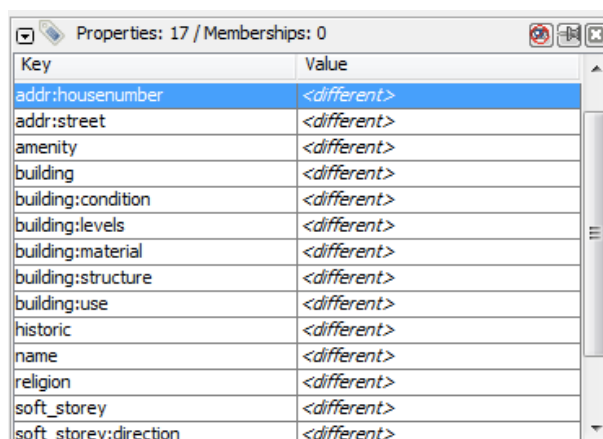 Properties: 17 / Memberships: 0
Key Value
addr:housenumber <different>
addr:street <different>
amenity <different>
building <different>
building:condition <different>
building:levels <different>
building:material <different>
building:structure <different>
building:use <different>
historic <different>
name <different>
religion <different>
soft_storey <different>
soft_storey:direction <different>